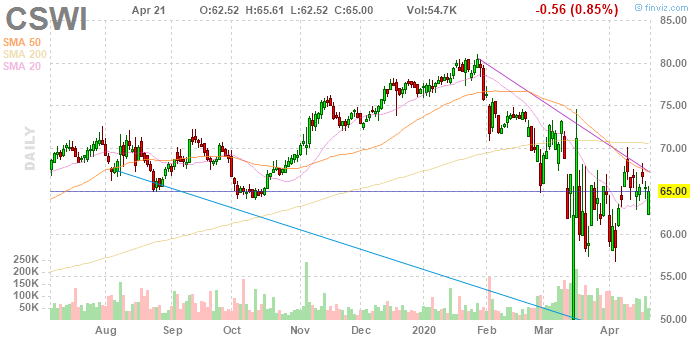 CSWI Apr 21 O:62.52 H:65.61 L:62.52 C:65.00 Vol:54.7K -0.56 (0.85%) © finviz.com
SMA 50
SMA 200
SMA 20
DAILY
85.00
80.00
75.00
70.00
65.00
60.00
55.00
50.00
250K
200K
150K
100K
50K
Aug Sep Oct Nov Dec 2020 Feb Mar Apr